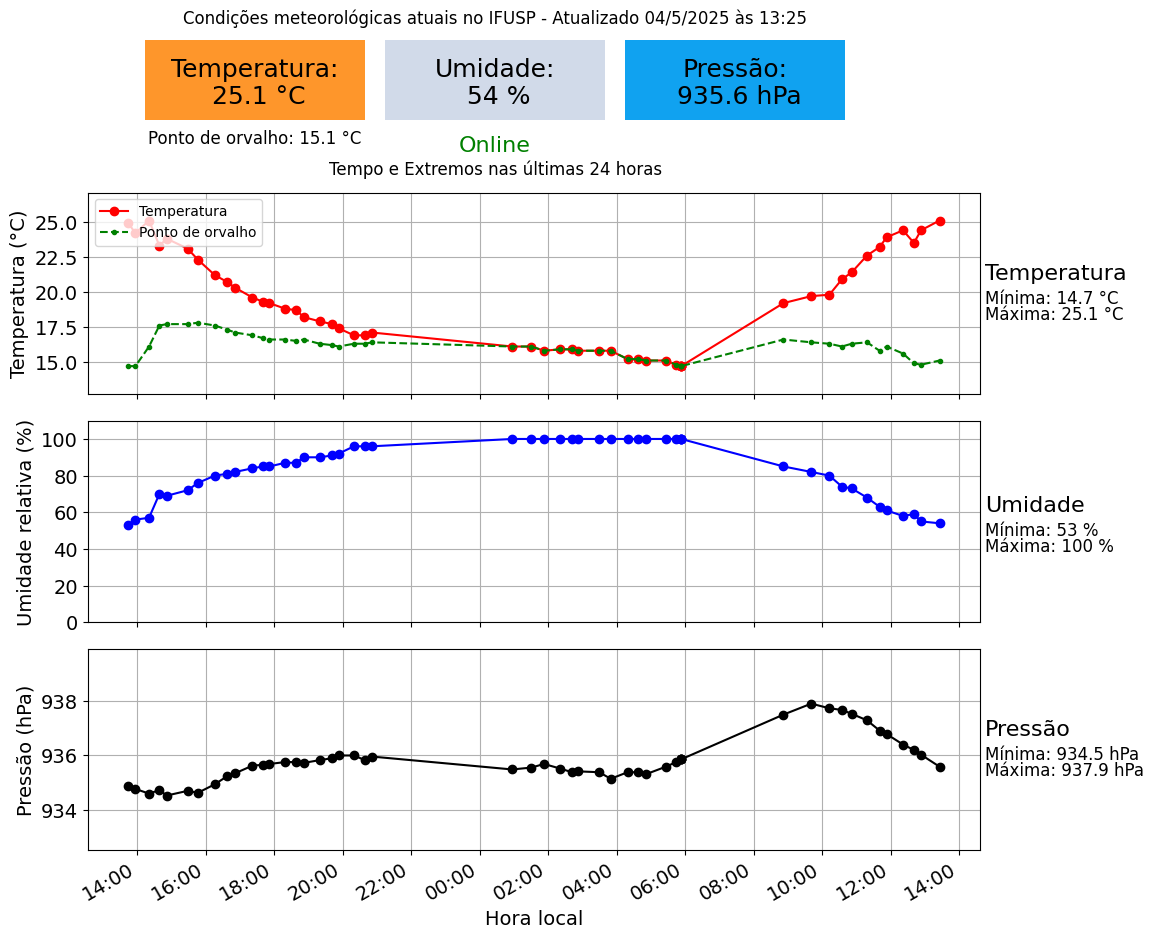 Condições meteorológicas atuais no IFUSP - Atualizado 04/5/2025 às 13:25
Temperatura:
25.1 °C
Umidade:
54 %
Pressão:
935.6 hPa
Ponto de orvalho: 15.1 °C
Online
Tempo e Extremos nas últimas 24 horas
Temperatura (°C)
25.0
22.5
20.0
17.5
15.0
Temperatura
Ponto de orvalho
Temperatura
Mínima: 14.7 °C
Máxima: 25.1 °C
Umidade relativa (%)
100
80
60
40
20
0
Umidade
Mínima: 53 %
Máxima: 100 %
Pressão (hPa)
938
936
934
Pressão
Mínima: 934.5 hPa
Máxima: 937.9 hPa
14:00 16:00 18:00 20:00 22:00 00:00 02:00 04:00 06:00 08:00 10:00 12:00 14:00
Hora local